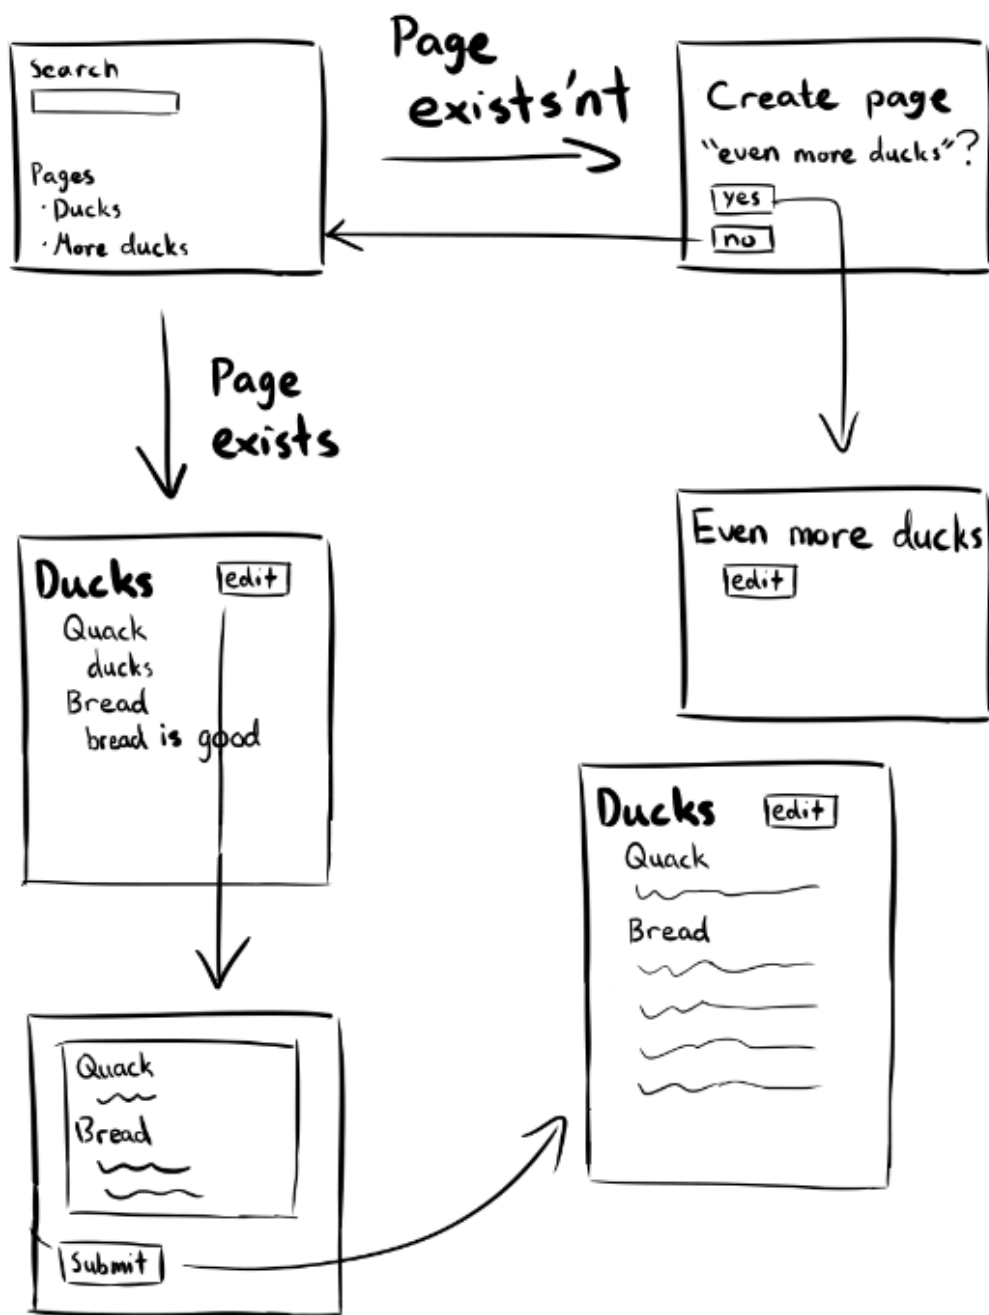 Search
Pages
· Ducks
· More ducks
Page
exists'nt
Create page
"even more ducks"?
yes
no
Page
exists
Ducks
edit
Quack
ducks
Bread
bread is good
Even more ducks
edit
Ducks
edit
Quack
Bread
Quack
Bread
Submit